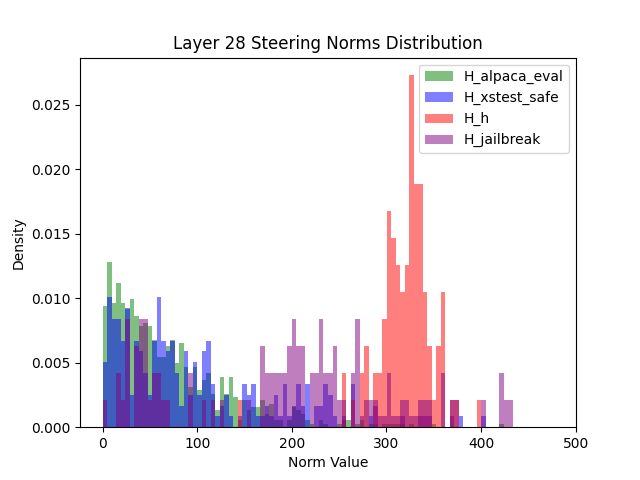 Layer 28 Steering Norms Distribution
H_alpaca_eval
H_xstest_safe
H_h
H_jailbreak
Density
0.025
0.020
0.015
0.010
0.005
0.000
0
100
200
300
400
500
Norm Value